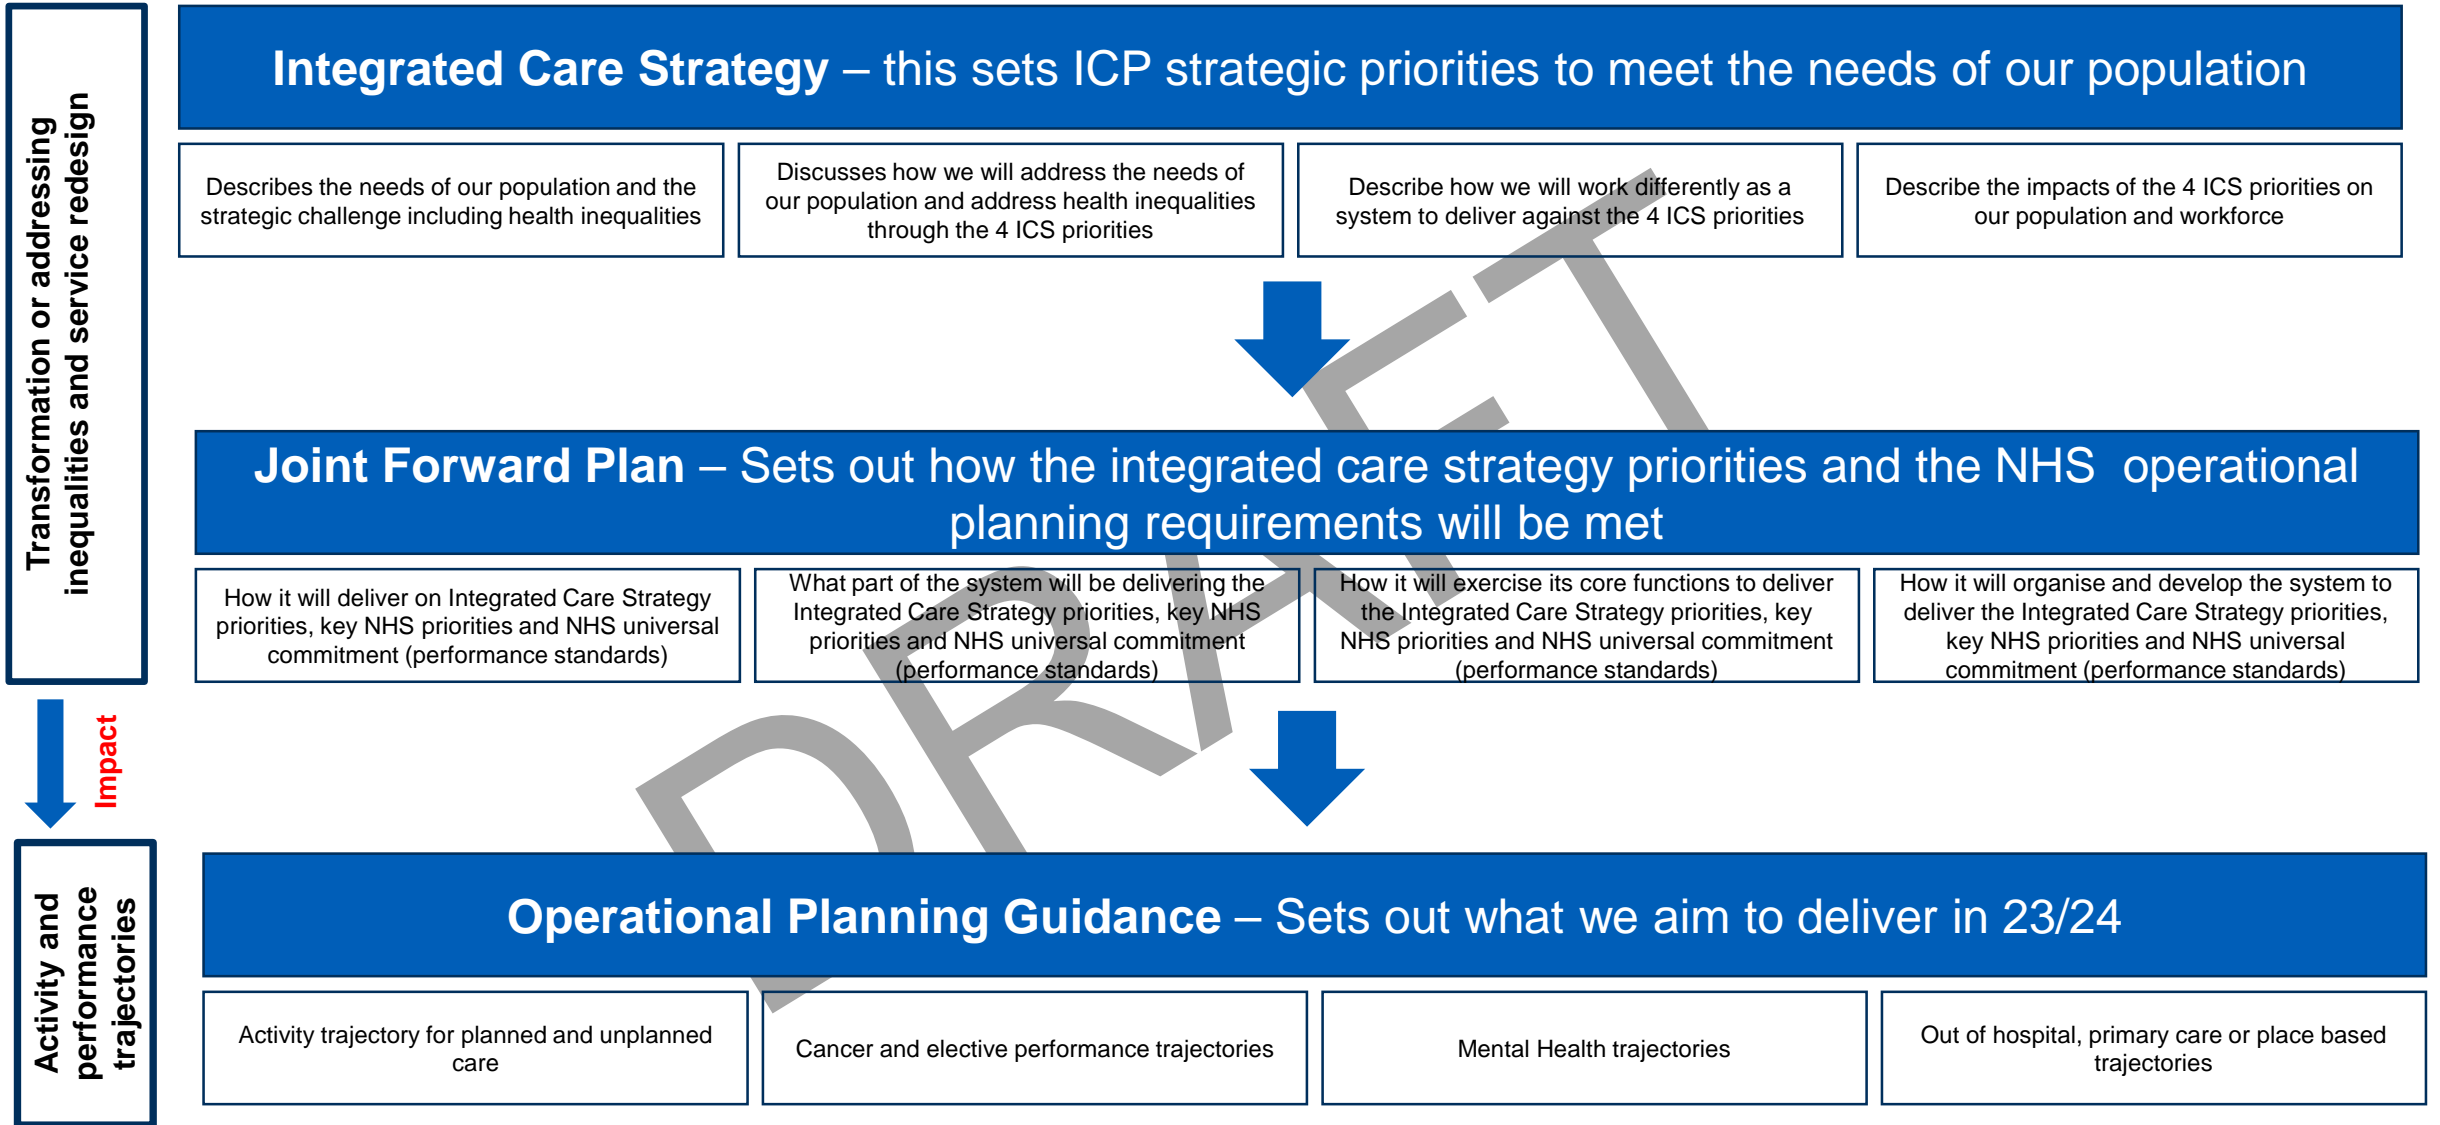 Transformation or addressing
inequalities and service redesign
Integrated Care Strategy – this sets ICP strategic priorities to meet the needs of our population
Describes the needs of our population and the
strategic challenge including health inequalities
Discusses how we will address the needs of
our population and address health inequalities
through the 4 ICS priorities
Describe how we will work differently as a
system to deliver against the 4 ICS priorities
Describe the impacts of the 4 ICS priorities on
our population and workforce
Joint Forward Plan – Sets out how the integrated care strategy priorities and the NHS operational
planning requirements will be met
How it will deliver on Integrated Care Strategy
priorities, key NHS priorities and NHS universal
commitment (performance standards)
What part of the system will be delivering the
Integrated Care Strategy priorities, key NHS
priorities and NHS universal commitment
(performance standards)
How it will exercise its core functions to deliver
the Integrated Care Strategy priorities, key
NHS priorities and NHS universal commitment
(performance standards)
How it will organise and develop the system to
deliver the Integrated Care Strategy priorities,
key NHS priorities and NHS universal
commitment (performance standards)
Impact
Activity and
performance
trajectories
Operational Planning Guidance – Sets out what we aim to deliver in 23/24
Activity trajectory for planned and unplanned
care
Cancer and elective performance trajectories
Mental Health trajectories
Out of hospital, primary care or place based
trajectories
DRAFT